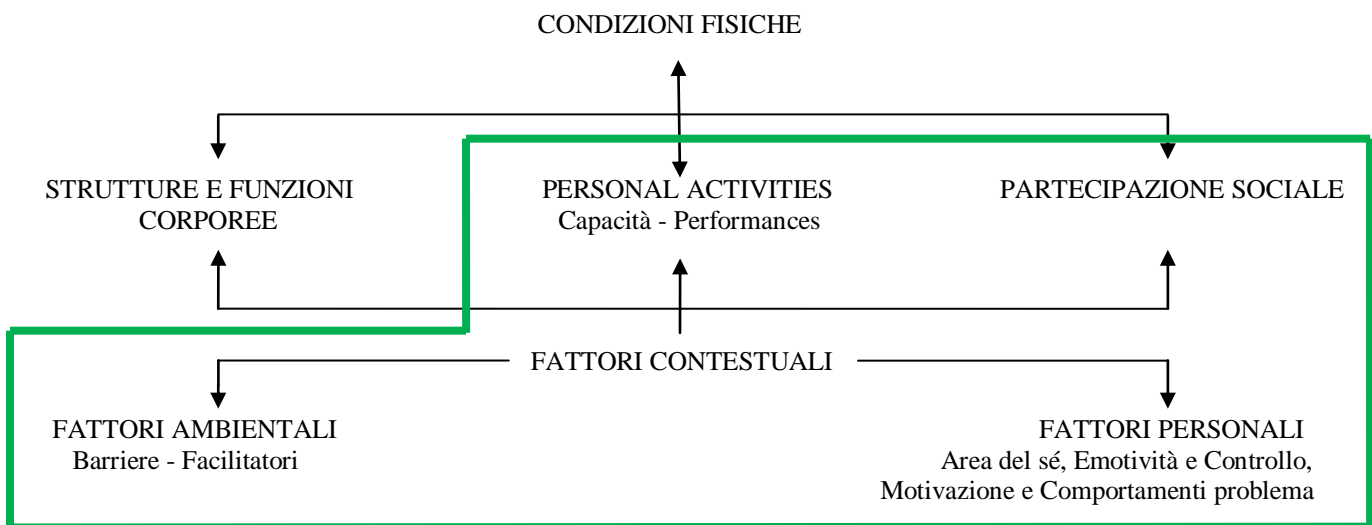 CONDIZIONI FISICHE
STRUTTURE E FUNZIONI
CORPOREE
PERSONAL ACTIVITIES
Capacità - Performances
PARTECIPAZIONE SOCIALE
FATTORI CONTESTUALI
FATTORI AMBIENTALI
Barriere - Facilitatori
FATTORI PERSONALI
Area del sé, Emotività e Controllo,
Motivazione e Comportamenti problema